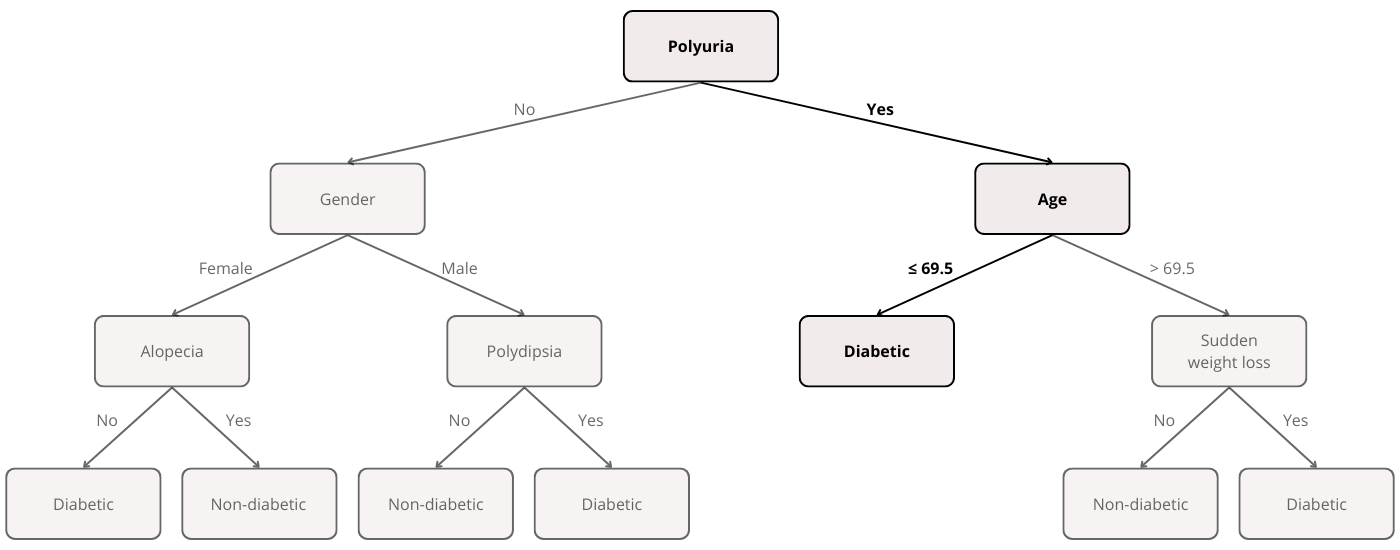 Polyuria
No
Yes
Gender
Age
Female
Male
≤ 69.5
> 69.5
Alopecia
Polydipsia
Diabetic
Sudden
weight loss
No
Yes
No
Yes
No
Yes
Diabetic
Non-diabetic
Non-diabetic
Diabetic
Non-diabetic
Diabetic